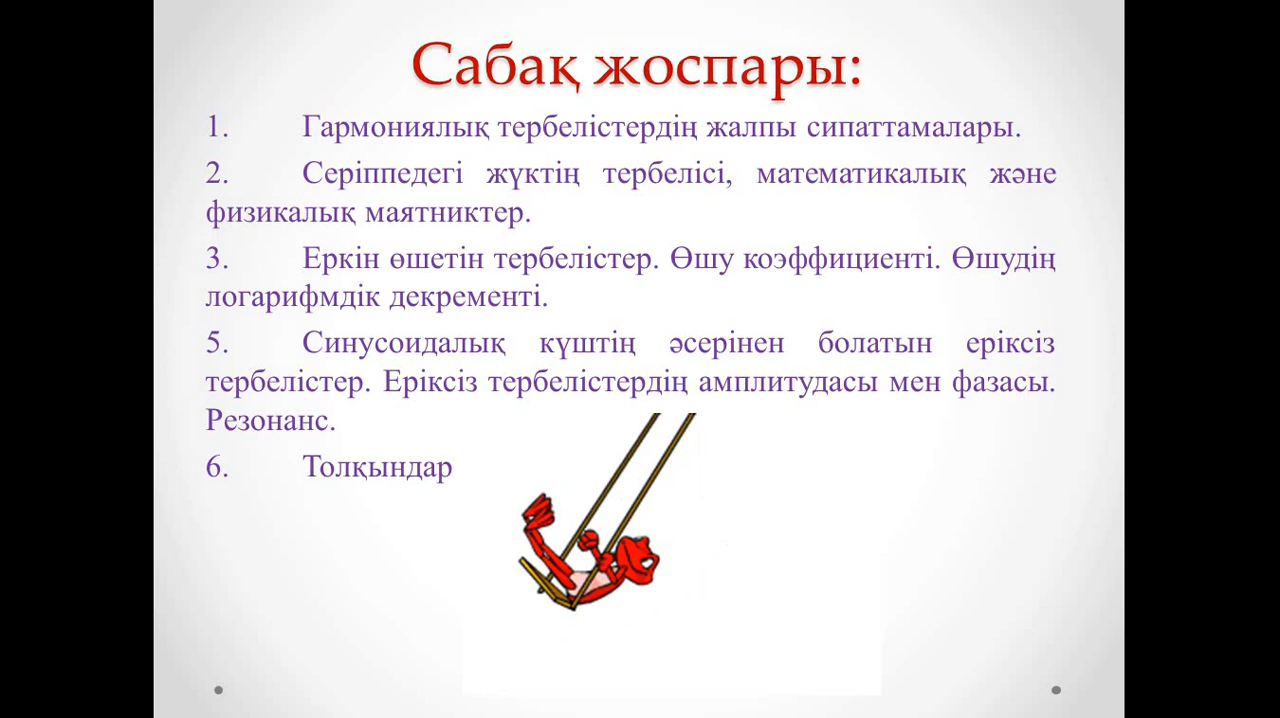 Сабақ жоспары:
1. Гармониялық тербелістердің жалпы сипаттамалары.
2. Серіппедегі жүктің тербелісі, математикалық және
физикалық маятниктер.
3. Еркін өшетін тербелістер. Өшу коэффициенті. Өшудің
логарифмдік декременті.
5. Синусоидалық күштің әсерінен болатын еріксіз
тербелістер. Еріксіз тербелістердің амплитудасы мен фазасы.
Резонанс.
6. Толқындар